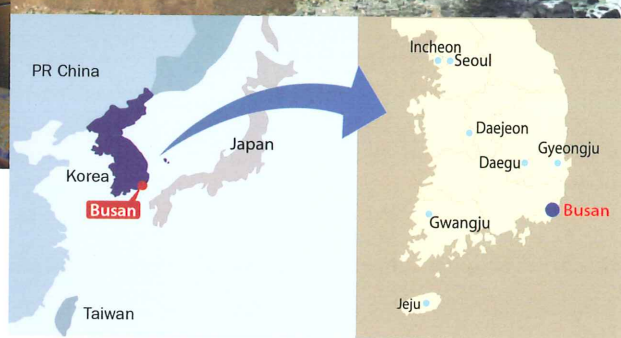 PR China
Korea
Japan
Busan
Taiwan
Incheon
Seoul
Daejeon
Gyeongju
Daegu
Busan
Gwangju
Jeju